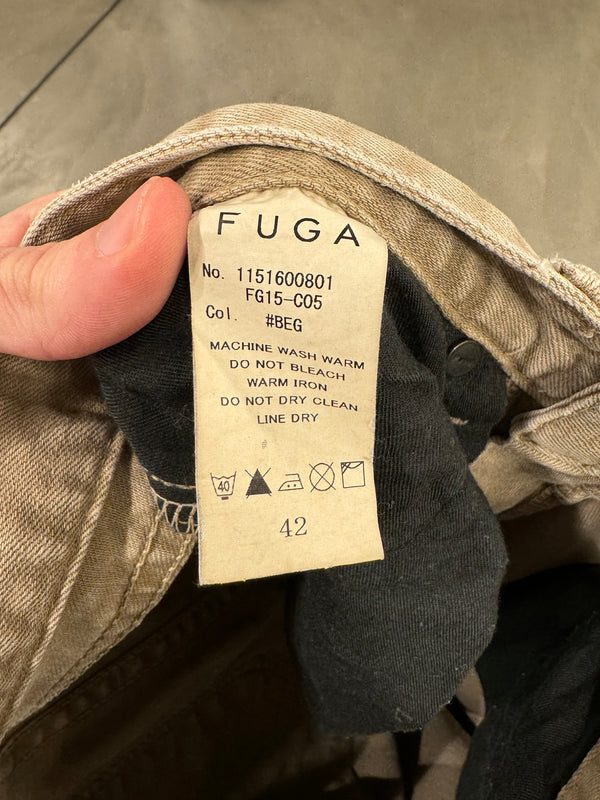 FUGA
No. 1151600801
FG15-C05
Col. #BEG
MACHINE WASH WARM
DO NOT BLEACH
WARM IRON
DO NOT DRY CLEAN
LINE DRY
40
42